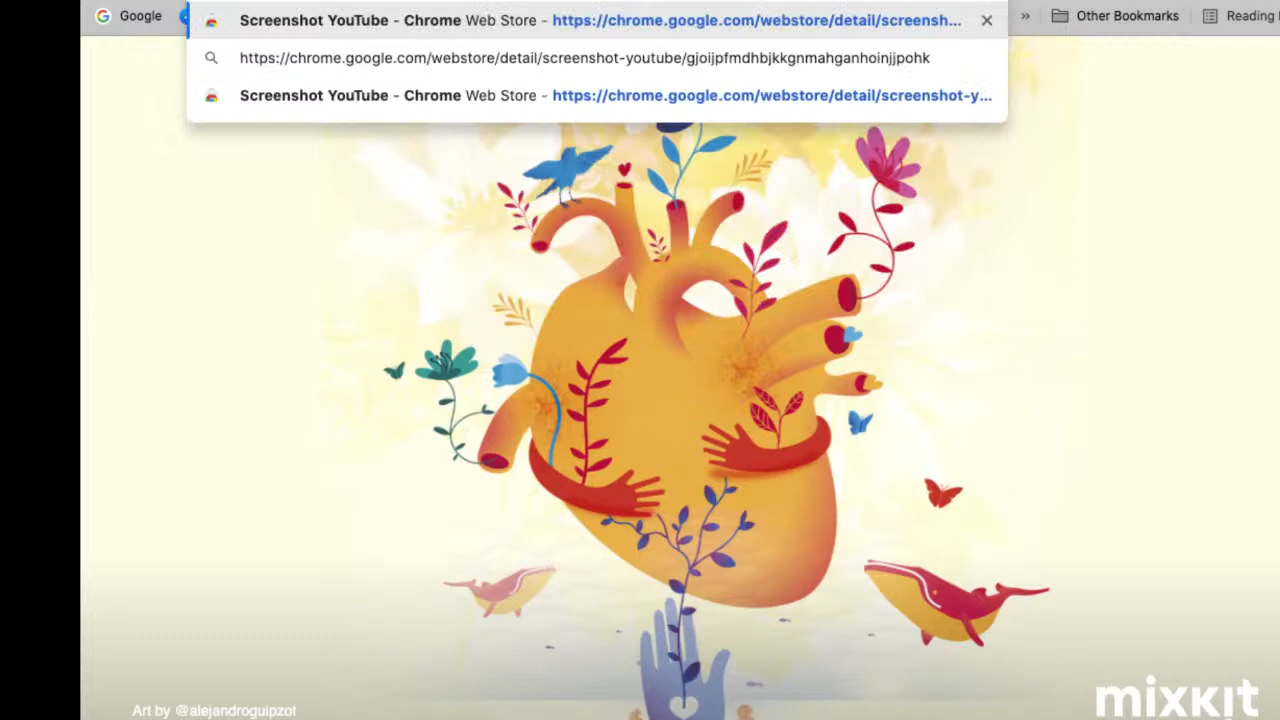 Google
Screenshot YouTube - Chrome Web Store - https://chrome.google.com/webstore/detail/screensh...
» Other Bookmarks Reading
https://chrome.google.com/webstore/detail/screenshot-youtube/gjoijpfmdhbjkkgnmahganhoinjjpohk
Screenshot YouTube - Chrome Web Store - https://chrome.google.com/webstore/detail/screenshot-y...
Art by @alejandroguipzot
mixkit